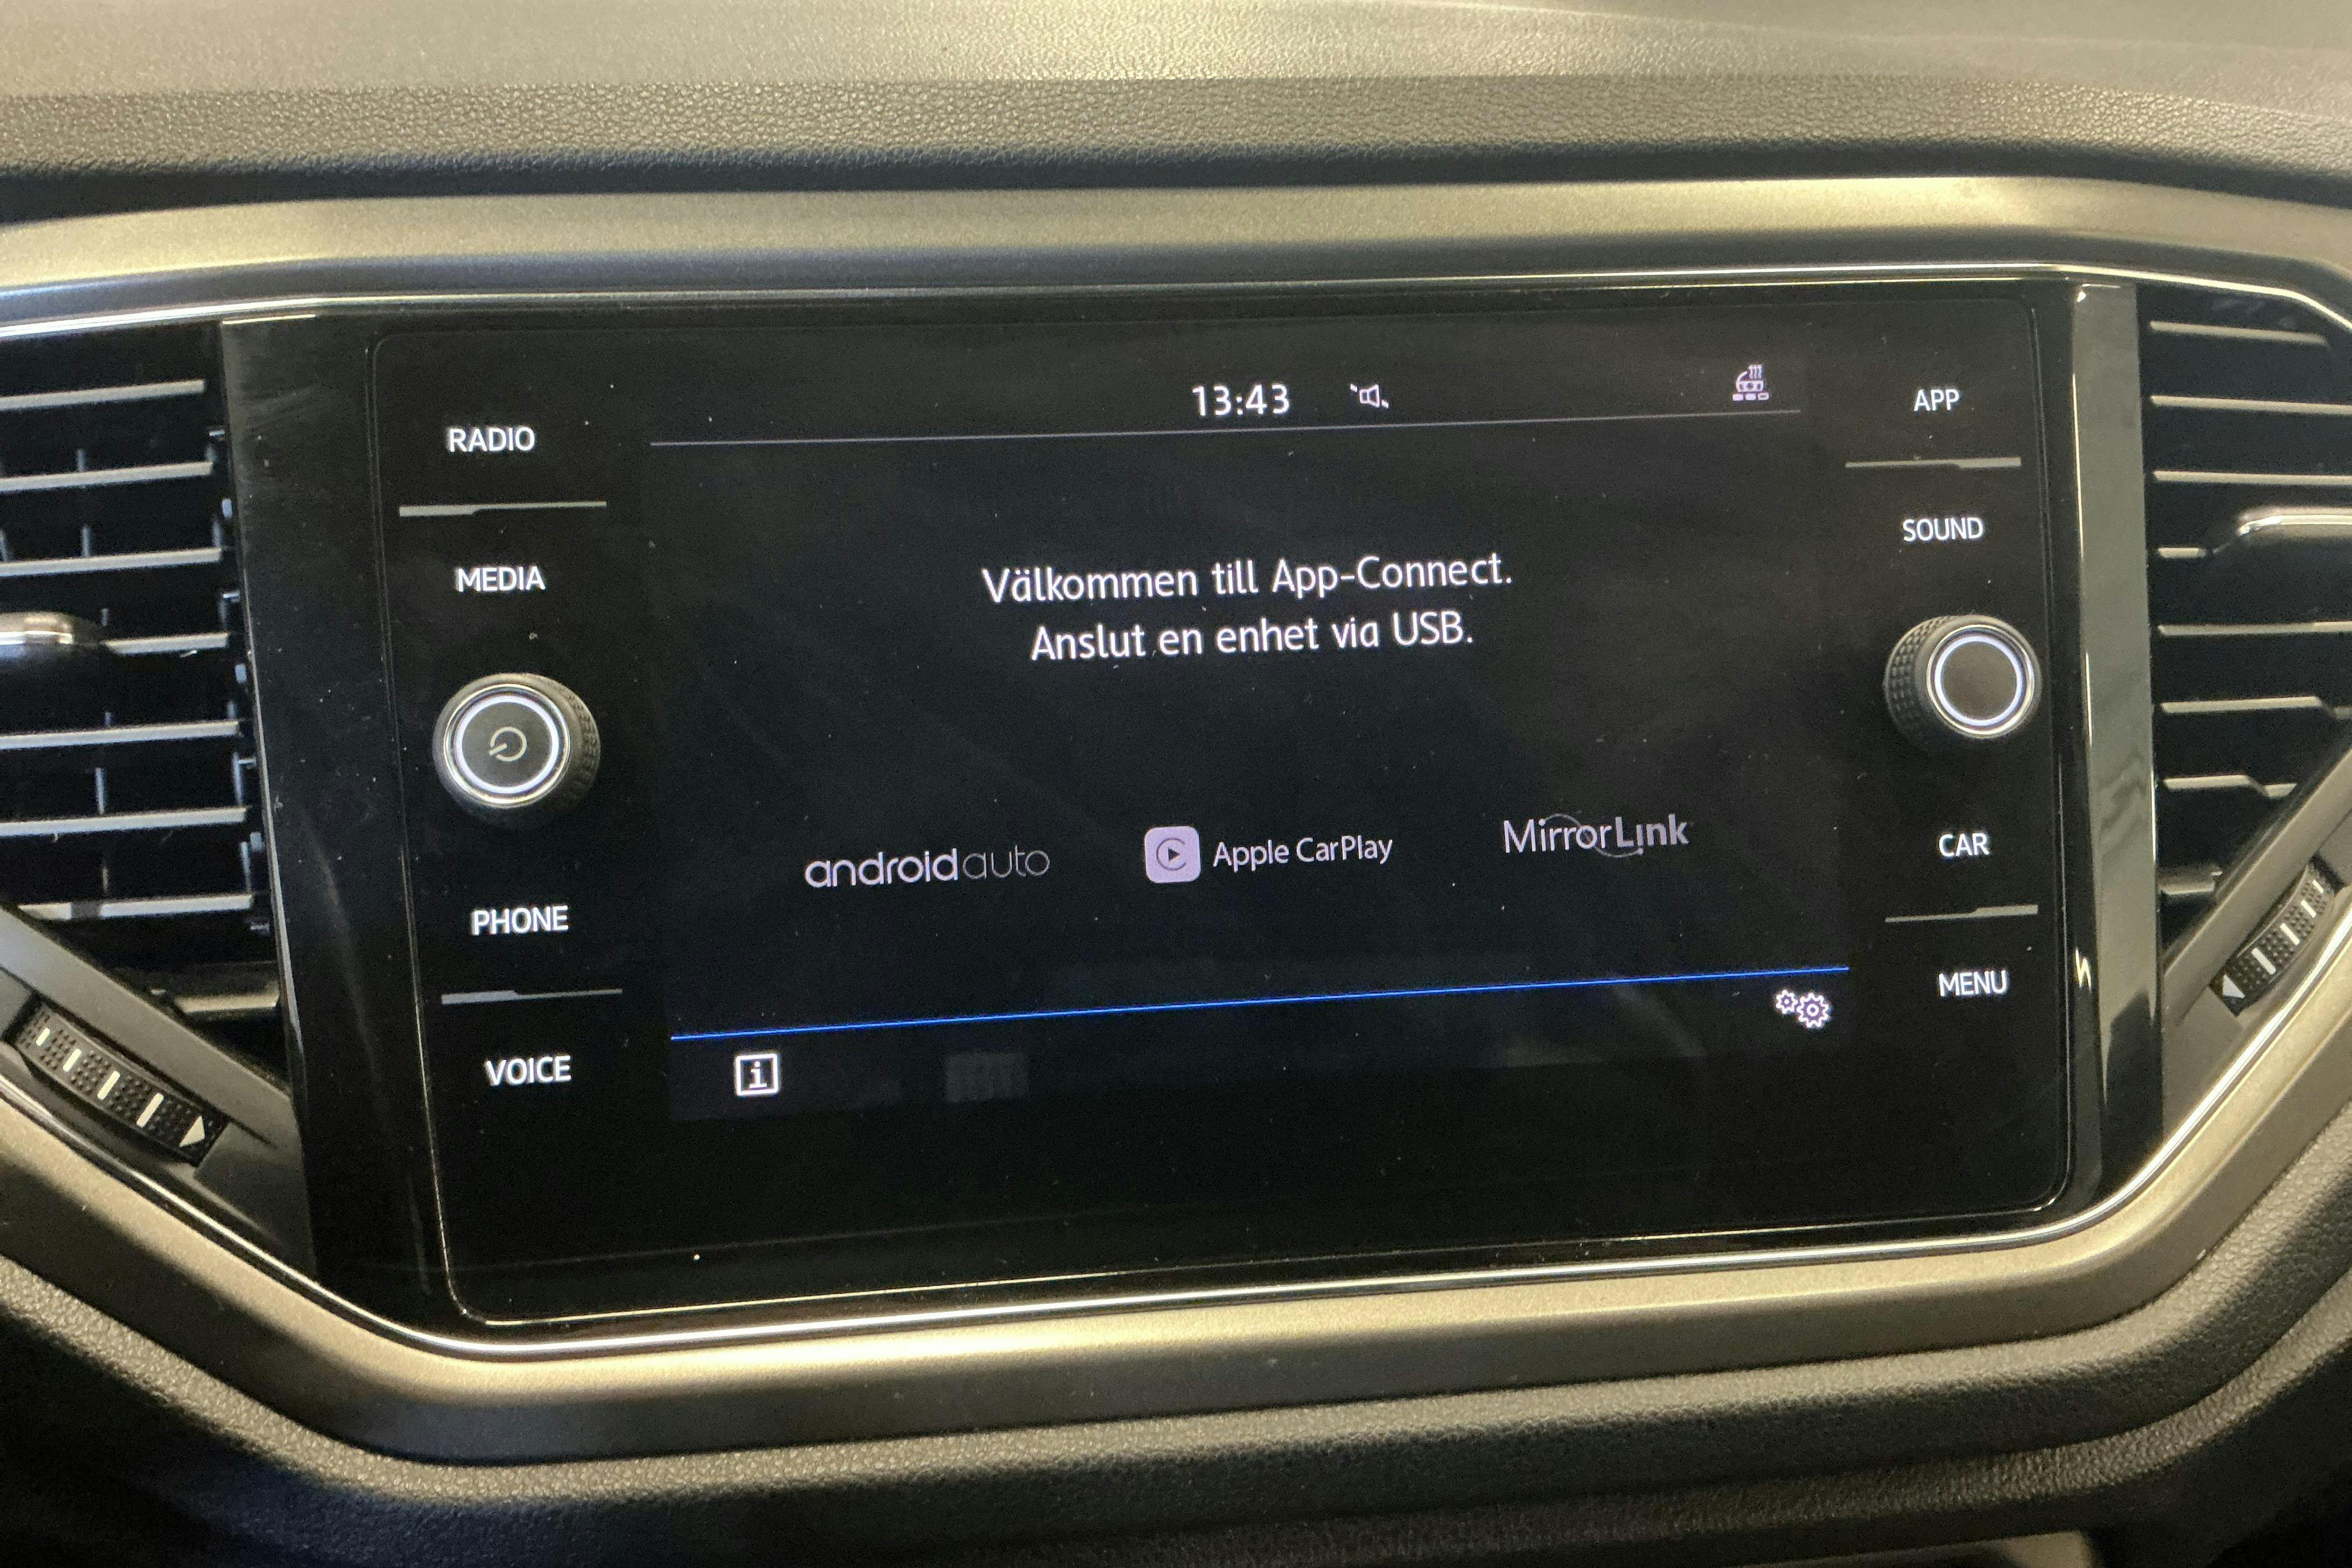 RADIO
MEDIA
PHONE
VOICE
13:43
Välkommen till App-Connect.
Anslut en enhet via USB.
androidauto
Apple CarPlay
MirrorLink
i
APP
SOUND
CAR
MENU